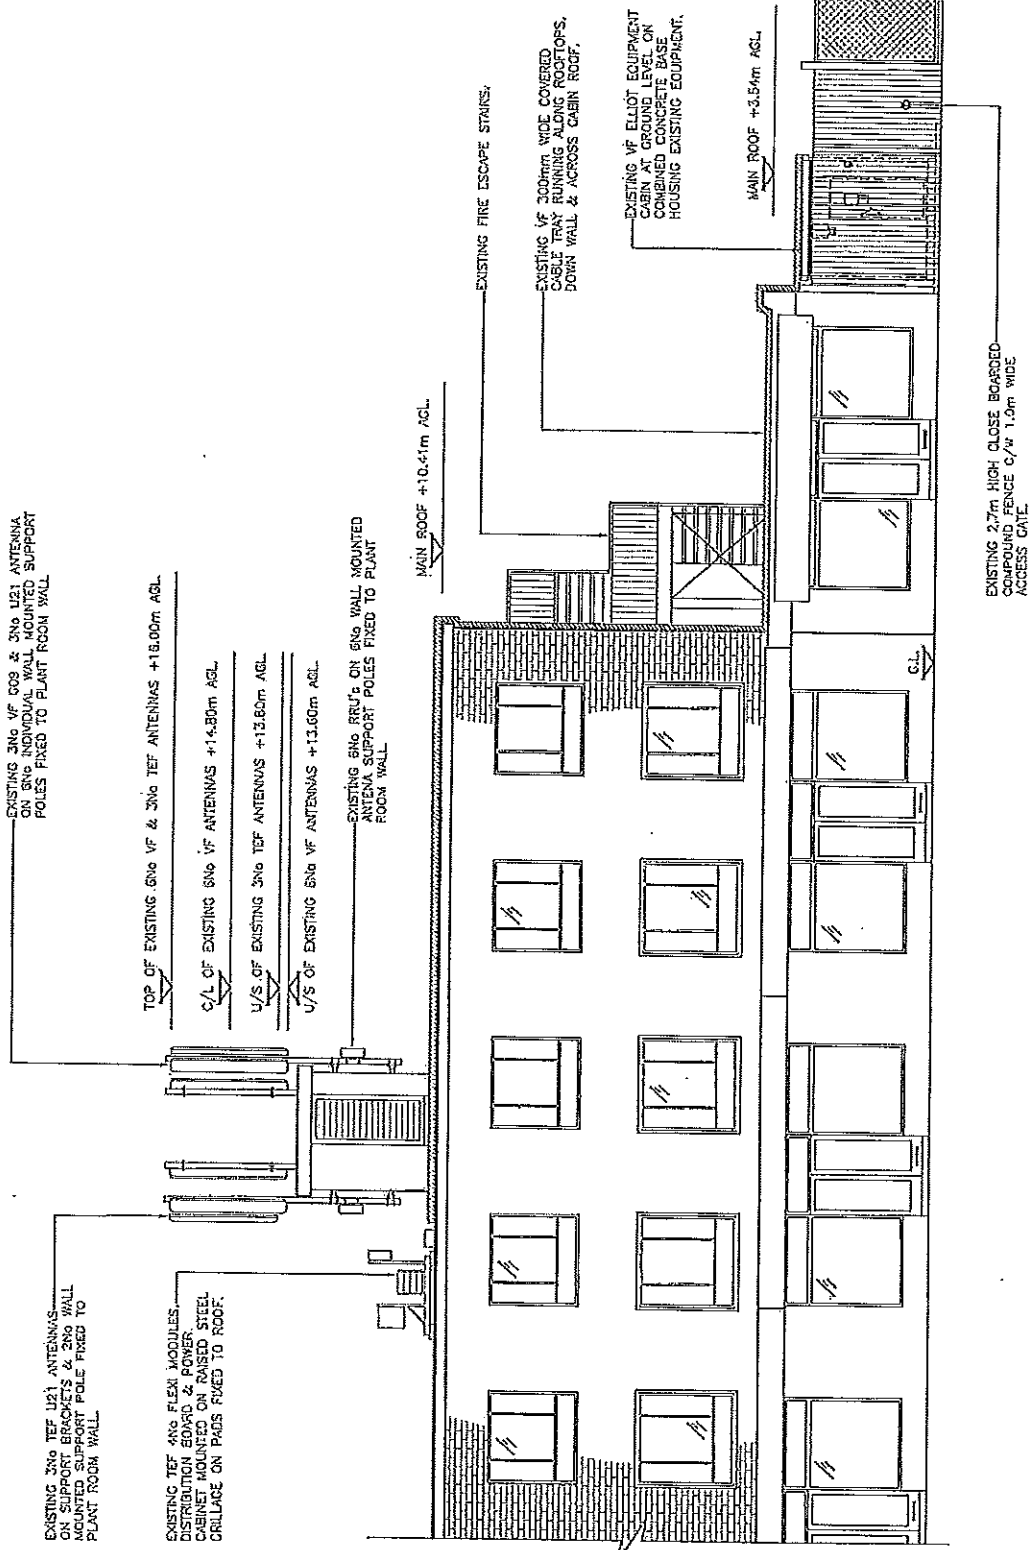 EXISTING 3No TEF U21 ANTENNAS
ON SUPPORT BRACKETS & 2No WALL
MOUNTED SUPPORT POLE FIXED TO
PLANT ROOM WALL.
EXISTING TEF 4No FLEXI MODULES,
DISTRIBUTION BOARD & POWER
CABINET MOUNTED ON RAISED STEEL
GRILLAGE ON PADS FIXED TO ROOF.
EXISTING 3No VF G09 & 3No U21 ANTENNA
ON 6No INDIVIDUAL WALL MOUNTED SUPPORT
POLES FIXED TO PLANT ROOM WALL
TOP OF EXISTING 6No VF & 3No TEF ANTENNAS +16.00m AGL.
C/L OF EXISTING 6No VF ANTENNAS +14.80m AGL.
U/S OF EXISTING 3No TEF ANTENNAS +13.80m AGL.
U/S OF EXISTING 6No VF ANTENNAS +13.60m AGL.
EXISTING 6No RRU's ON 6No WALL MOUNTED
ANTENA SUPPORT POLES FIXED TO PLANT
ROOM WALL
MAIN ROOF +10.41m AGL.
EXISTING FIRE ESCAPE STAIRS.
EXISTING VF 300mm WIDE COVERED
CABLE TRAY RUNNING ALONG ROOFTOPS,
DOWN WALL & ACROSS CABIN ROOF.
EXISTING VF ELLIOT EQUIPMENT
CABIN AT GROUND LEVEL ON
COMBINED CONCRETE BASE
HOUSING EXISTING EQUIPMENT.
MAIN ROOF +3.54m AGL.
G.L.
EXISTING 2.7m HIGH CLOSE BOARDED
COMPOUND FENCE C/W 1.0m WIDE
ACCESS GATE.